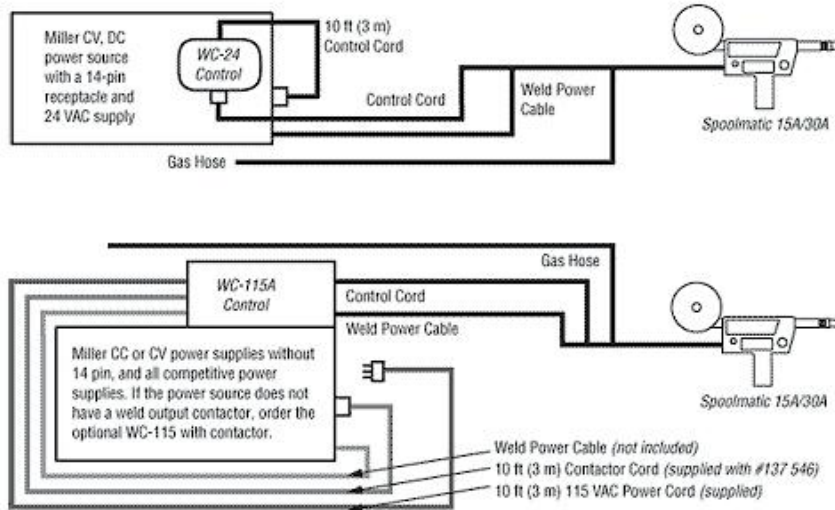 Miller CV, DC
power source
with a 14-pin
receptacle and
24 VAC supply
WC-24
Control
10 ft (3 m)
Control Cord
Control Cord
Weld Power
Cable
Gas Hose
Spoolmatic 15A/30A
Gas Hose
WC-115A
Control
Control Cord
Weld Power Cable
Miller CC or CV power supplies without
14 pin, and all competitive power
supplies. If the power source does not
have a weld output contactor, order the
optional WC-115 with contactor.
Spoolmatic 15A/30A
Weld Power Cable (not included)
10 ft (3 m) Contactor Cord (supplied with #137 546)
10 ft (3 m) 115 VAC Power Cord (supplied)